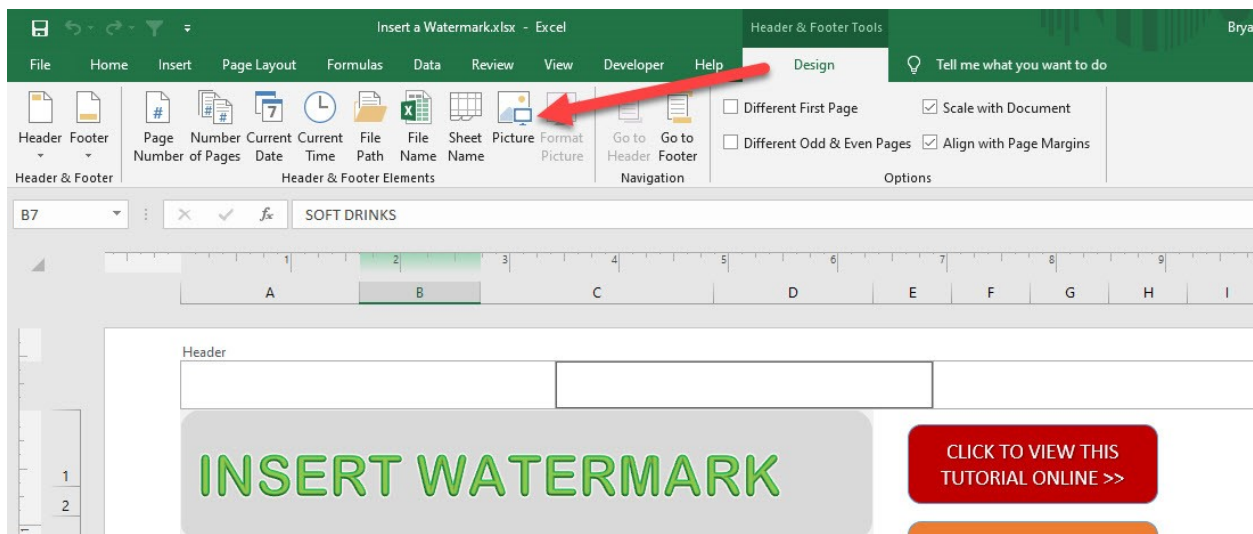 Insert a Watermark.xlsx - Excel
Header & Footer Tools
Brya
File Home Insert Page Layout Formulas Data Review View Developer Help Design Tell me what you want to do
Header Footer Page Number Number of Pages Current Date Current Time File Path File Name Sheet Name Picture Format Picture Go to Header Go to Footer
Different First Page
Scale with Document
Different Odd & Even Pages
Align with Page Margins
Header & Footer
Header & Footer Elements
Navigation
Options
B7
fx
SOFT DRINKS
1 2 3 4 5 6 7 8 9
A B C D E F G H I
Header
1
2
1
INSERT WATERMARK
CLICK TO VIEW THIS
TUTORIAL ONLINE >>